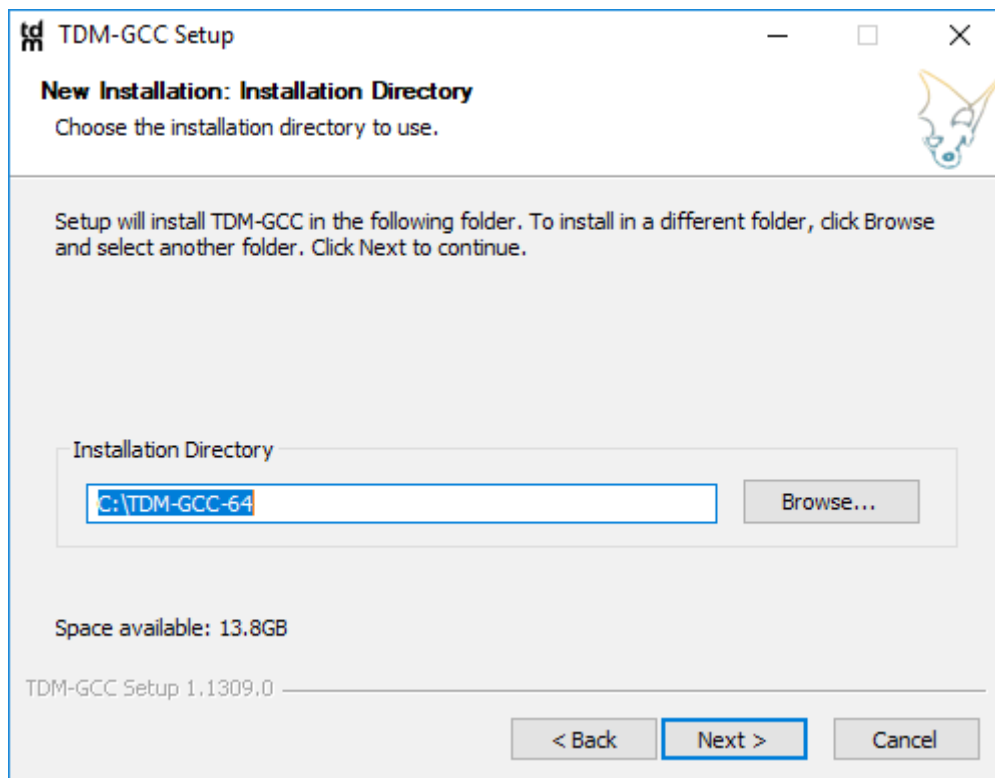 tdm TDM-GCC Setup
New Installation: Installation Directory
Choose the installation directory to use.
Setup will install TDM-GCC in the following folder. To install in a different folder, click Browse
and select another folder. Click Next to continue.
Installation Directory
C:\TDM-GCC-64
Browse...
Space available: 13.8GB
TDM-GCC Setup 1.1309.0
< Back Next > Cancel